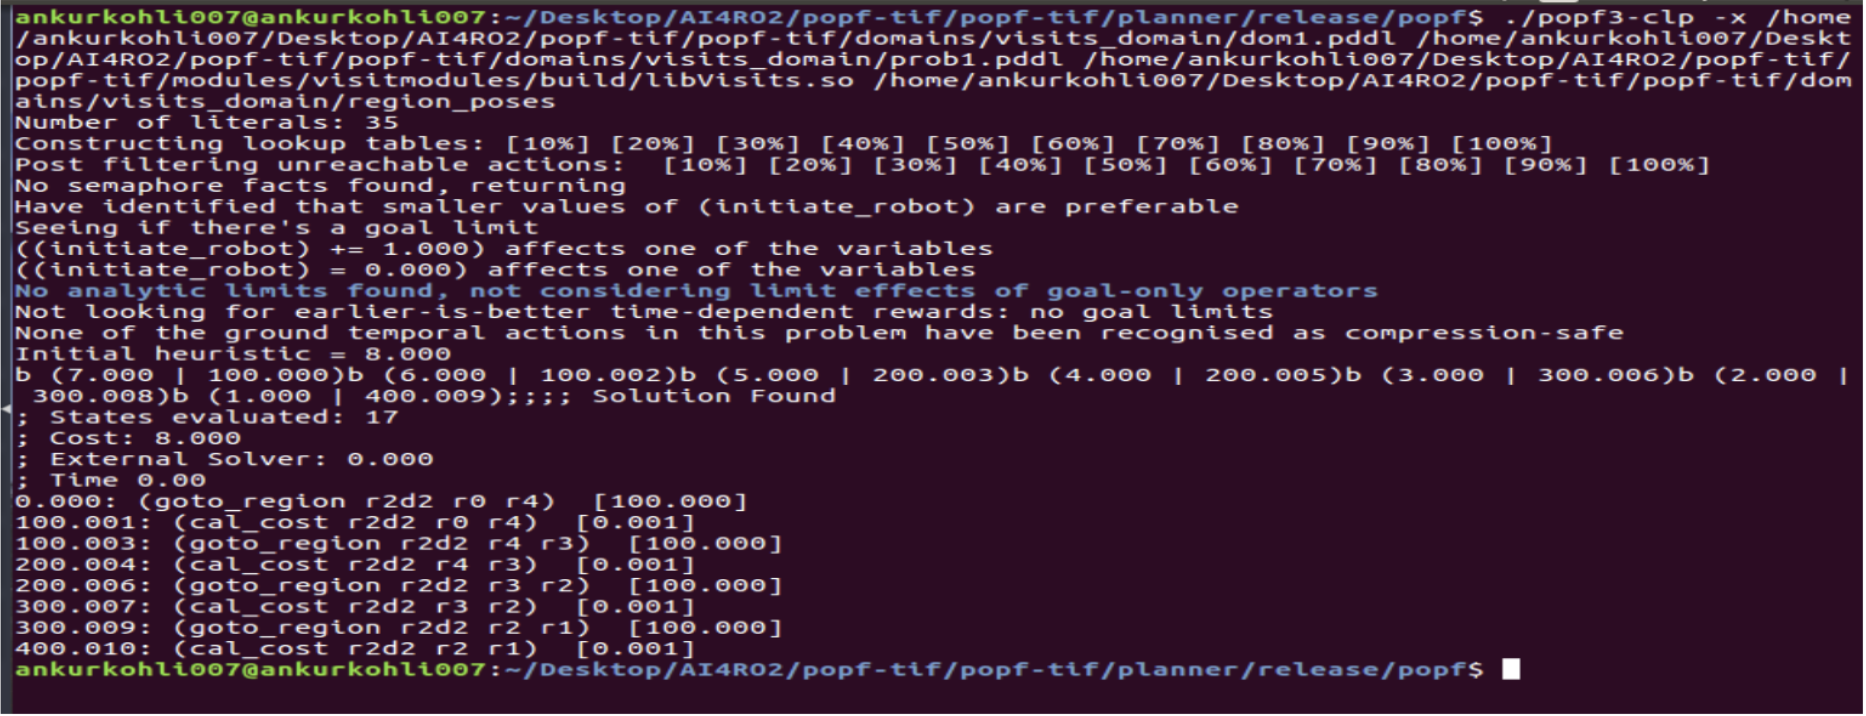 ankurkohli007@ankurkohli007:~/Desktop/AI4RO2/popf-tif/popf-tif/planner/release/popf$ ./popf3-clp -x /home
/ankurkohli007/Desktop/AI4RO2/popf-tif/popf-tif/domains/visits_domain/dom1.pddl /home/ankurkohli007/Deskt
op/AI4RO2/popf-tif/popf-tif/domains/visits_domain/prob1.pddl /home/ankurkohli007/Desktop/AI4RO2/popf-tif/
popf-tif/modules/visitmodules/build/libVisits.so /home/ankurkohli007/Desktop/AI4RO2/popf-tif/popf-tif/dom
ains/visits_domain/region_poses
Number of literals: 35
Constructing lookup tables: [10%] [20%] [30%] [40%] [50%] [60%] [70%] [80%] [90%] [100%]
Post filtering unreachable actions:  [10%] [20%] [30%] [40%] [50%] [60%] [70%] [80%] [90%] [100%]
No semaphore facts found, returning
Have identified that smaller values of (initiate_robot) are preferable
Seeing if there's a goal limit
((initiate_robot) += 1.000) affects one of the variables
((initiate_robot) = 0.000) affects one of the variables
No analytic limits found, not considering limit effects of goal-only operators
Not looking for earlier-is-better time-dependent rewards: no goal limits
None of the ground temporal actions in this problem have been recognised as compression-safe
Initial heuristic = 8.000
b (7.000 | 100.000)b (6.000 | 100.002)b (5.000 | 200.003)b (4.000 | 200.005)b (3.000 | 300.006)b (2.000 |
 300.008)b (1.000 | 400.009);;;; Solution Found
; States evaluated: 17
; Cost: 8.000
; External Solver: 0.000
; Time 0.00
0.000: (goto_region r2d2 r0 r4)  [100.000]
100.001: (cal_cost r2d2 r0 r4)  [0.001]
100.003: (goto_region r2d2 r4 r3)  [100.000]
200.004: (cal_cost r2d2 r4 r3)  [0.001]
200.006: (goto_region r2d2 r3 r2)  [100.000]
300.007: (cal_cost r2d2 r3 r2)  [0.001]
300.009: (goto_region r2d2 r2 r1)  [100.000]
400.010: (cal_cost r2d2 r2 r1)  [0.001]
ankurkohli007@ankurkohli007:~/Desktop/AI4RO2/popf-tif/popf-tif/planner/release/popf$